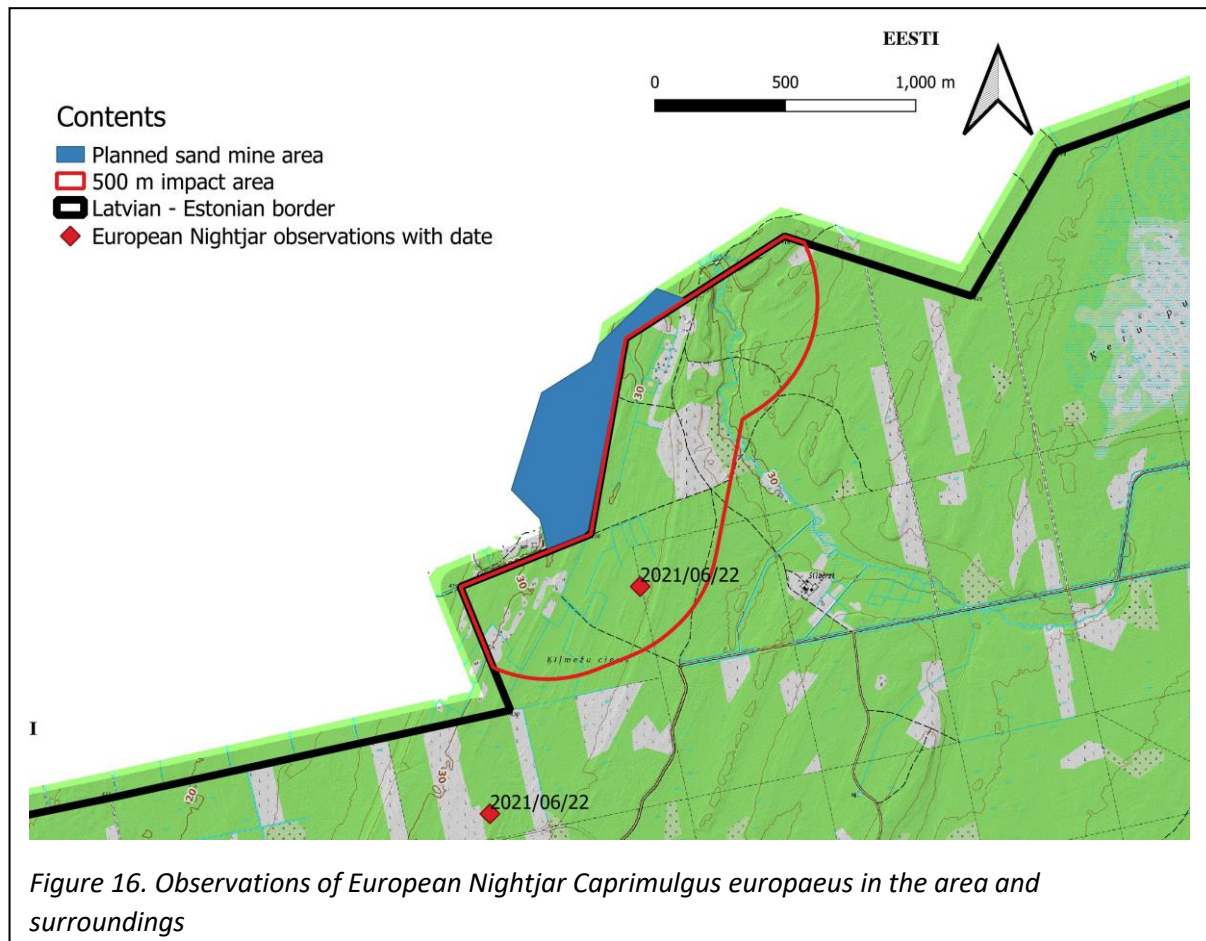 EESTI
0 500 1,000 m
Contents
Planned sand mine area
500 m impact area
Latvian - Estonian border
European Nightjar observations with date
30
30
2021/06/22
30
Silzemi
Ķiļmežu
I
20
30
2021/06/22
Figure 16. Observations of European Nightjar Caprimulgus europaeus in the area and
surroundings